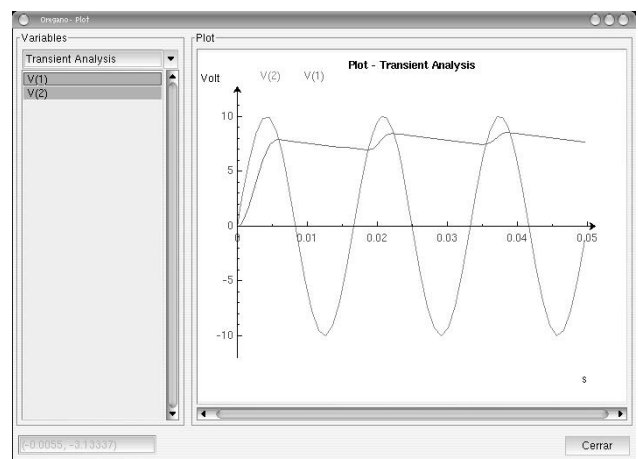 Oregano - Plot
Variables
Transient Analysis
V(1)
V(2)
Plot
Plot - Transient Analysis
Volt
V(2) V(1)
10
5
0
-5
-10
0 0.01 0.02 0.03 0.04 0.05
s
(-0.0055, -3.13337)
Cerrar